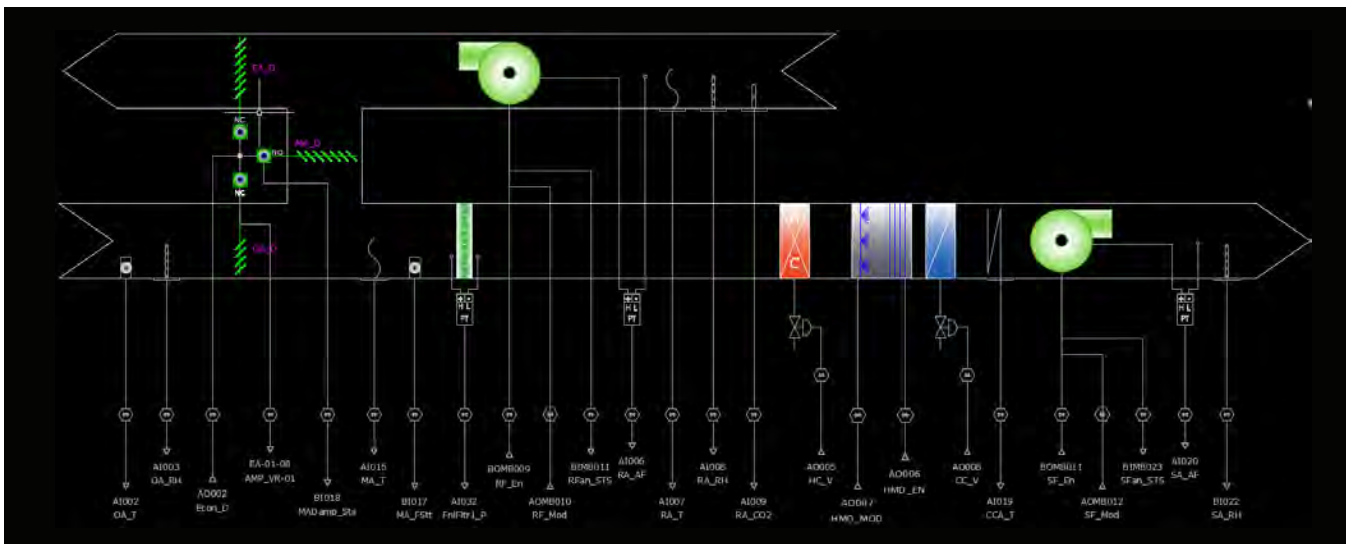 EA_D
NC
NO
MA_D
NC
OA_D
H L
PT
H L
PT
H L
PT
AI003
OA_RH
EA-01-08
AMP_VR-01
AI015
MA_T
BOMB009
RF_En
BIMB011
RFan_STS
AI006
RA_AF
AI008
RA_RH
AO005
HC_V
AO006
HMD_EN
AO008
CC_V
BOMB011
SF_En
BIMB023
SFan_STS
AI020
SA_AF
AI002
OA_T
AO002
Econ_D
BI018
MADamp_Sts
BI017
MA_FStt
AI032
AOMB010
RF_Mod
AI007
RA_T
AI009
RA_CO2
AO007
HMD_MOD
AI019
CCA_T
AOMB012
SF_Mod
BI022
SA_RH